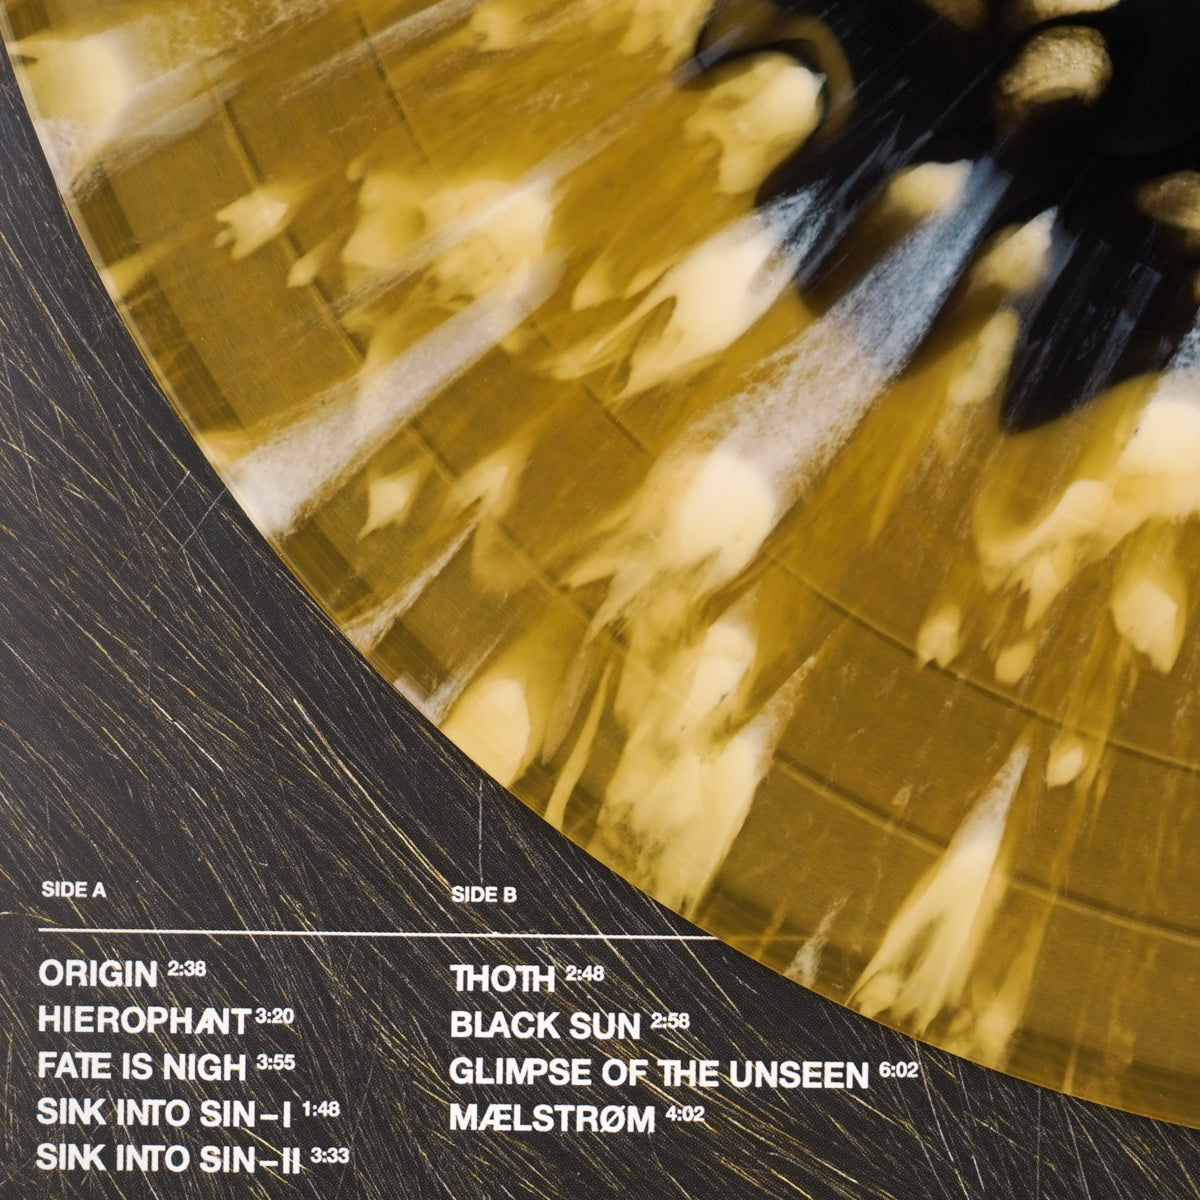 SIDE A
ORIGIN 2:38
HIEROPHANT 3:20
FATE IS NIGH 3:55
SINK INTO SIN – I 1:48
SINK INTO SIN – II 3:33
SIDE B
THOTH 2:48
BLACK SUN 2:58
GLIMPSE OF THE UNSEEN 6:02
MÆLSTRØM 4:02